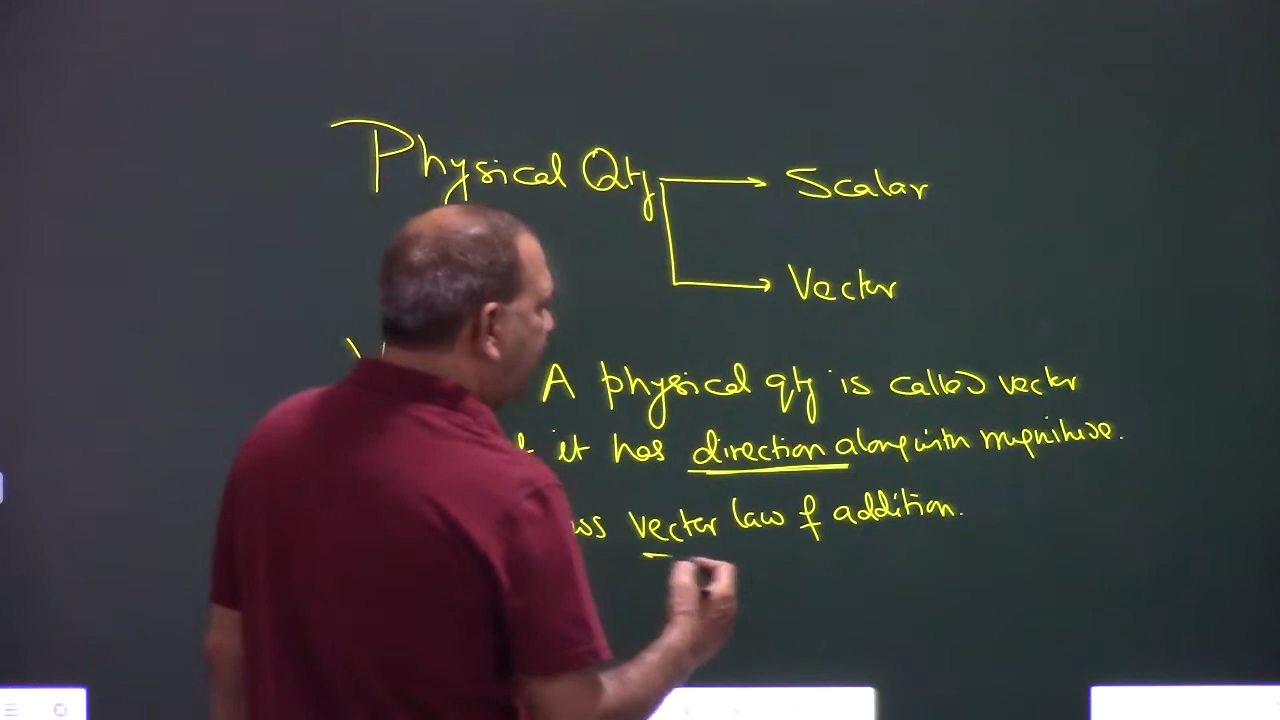 Physical Qty → Scalar
→ Vector
A physical qty is called vector
it has direction along with magnitude.
vector law of addition.